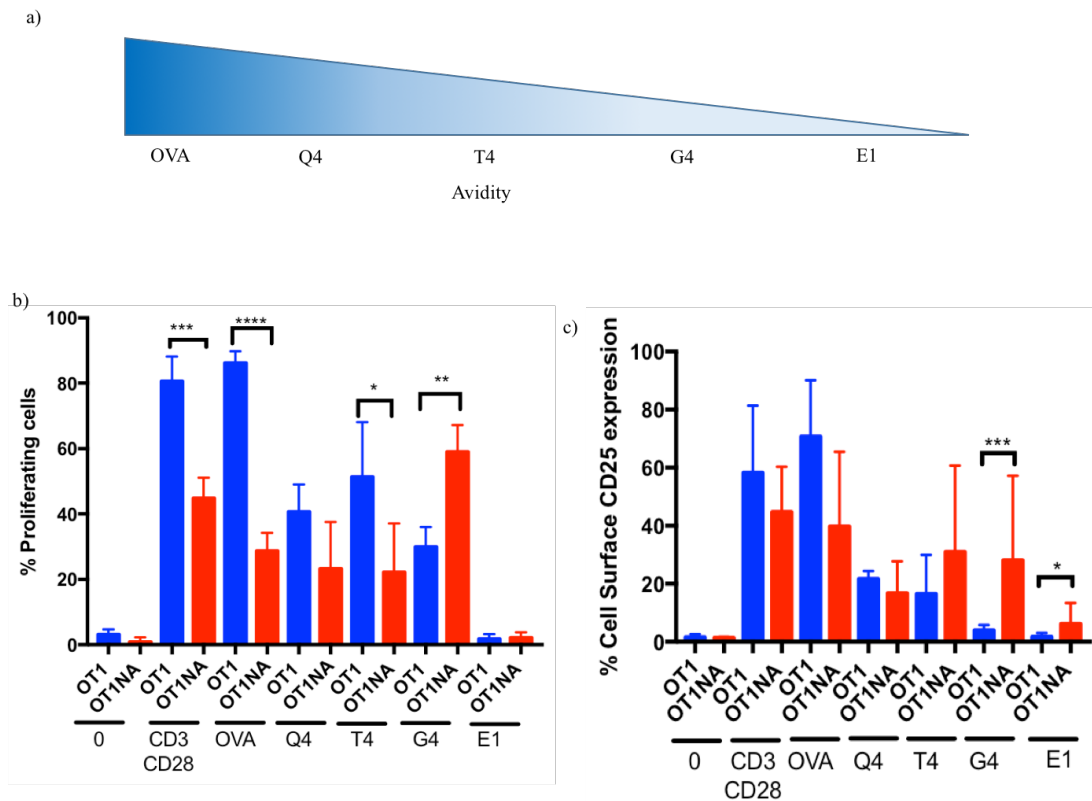 a)
OVA Q4 T4 G4 E1
Avidity
b)
% Proliferating cells
100
80
60
40
20
0
*** **** * **
OT1 OT1NA OT1 OT1NA OT1 OT1NA OT1 OT1NA OT1 OT1NA OT1 OT1NA OT1 OT1NA
0 CD3 OVA Q4 T4 G4 E1
CD28
c)
% Cell Surface CD25 expression
100
80
60
40
20
0
*** *
OT1 OT1NA OT1 OT1NA OT1 OT1NA OT1 OT1NA OT1 OT1NA OT1 OT1NA OT1 OT1NA
0 CD3 OVA Q4 T4 G4 E1
CD28